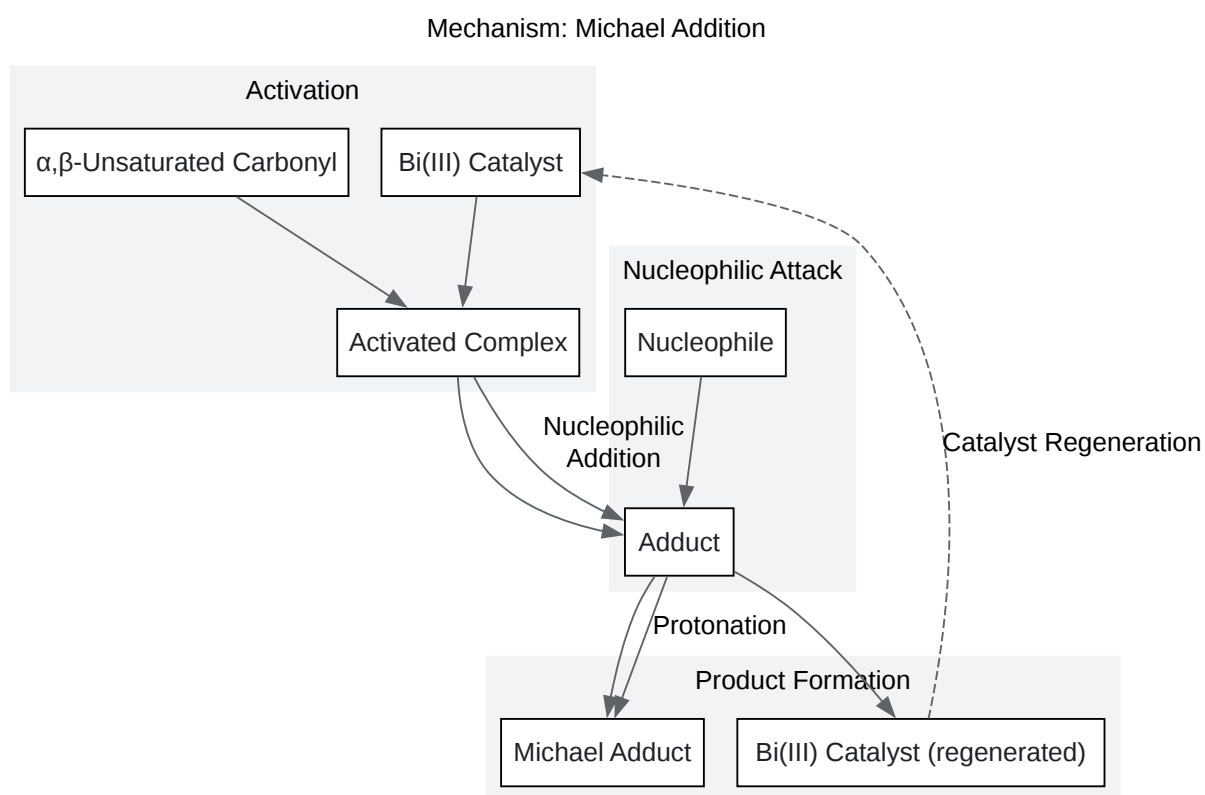 Mechanism: Michael Addition
Activation
α,β-Unsaturated Carbonyl
Bi(III) Catalyst
Nucleophilic Attack
Activated Complex
Nucleophile
Nucleophilic
Addition
Catalyst Regeneration
Adduct
Protonation
Product Formation
Michael Adduct
Bi(III) Catalyst (regenerated)